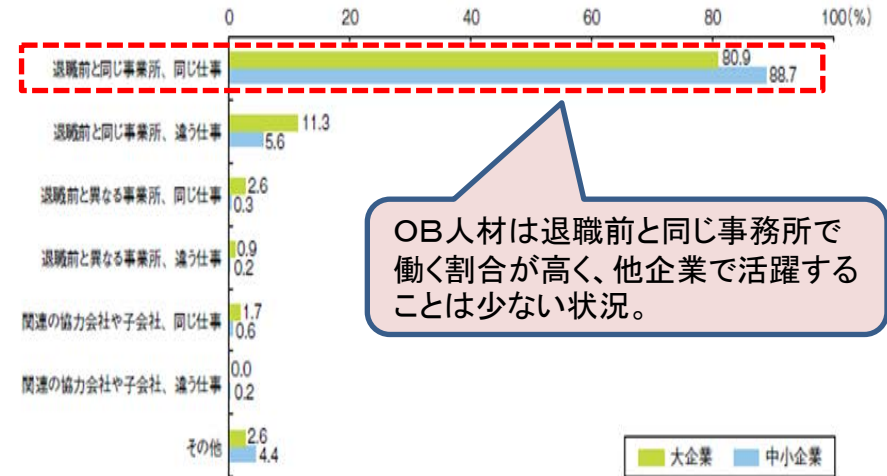 0 20 40 60 80 100(%)
退職前と同じ事業所、同じ仕事 80.9
88.7
退職前と同じ事業所、違う仕事 11.3
5.6
退職前と異なる事業所、同じ仕事 2.6
0.3
退職前と異なる事業所、違う仕事 0.9
0.2
関連の協力会社や子会社、同じ仕事 1.7
0.6
関連の協力会社や子会社、違う仕事 0.0
0.2
その他 2.6
4.4
OB人材は退職前と同じ事務所で
働く割合が高く、他企業で活躍する
ことは少ない状況。
大企業 中小企業